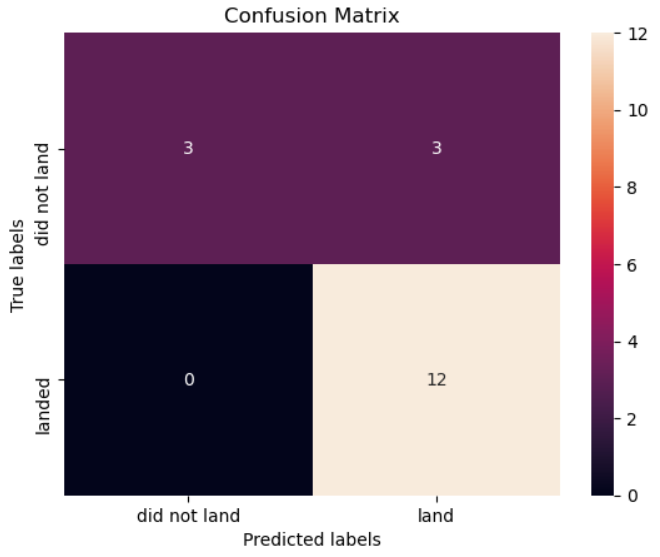 Confusion Matrix
True labels
did not land
landed
3
3
0
12
did not land
land
Predicted labels
12
10
8
6
4
2
0